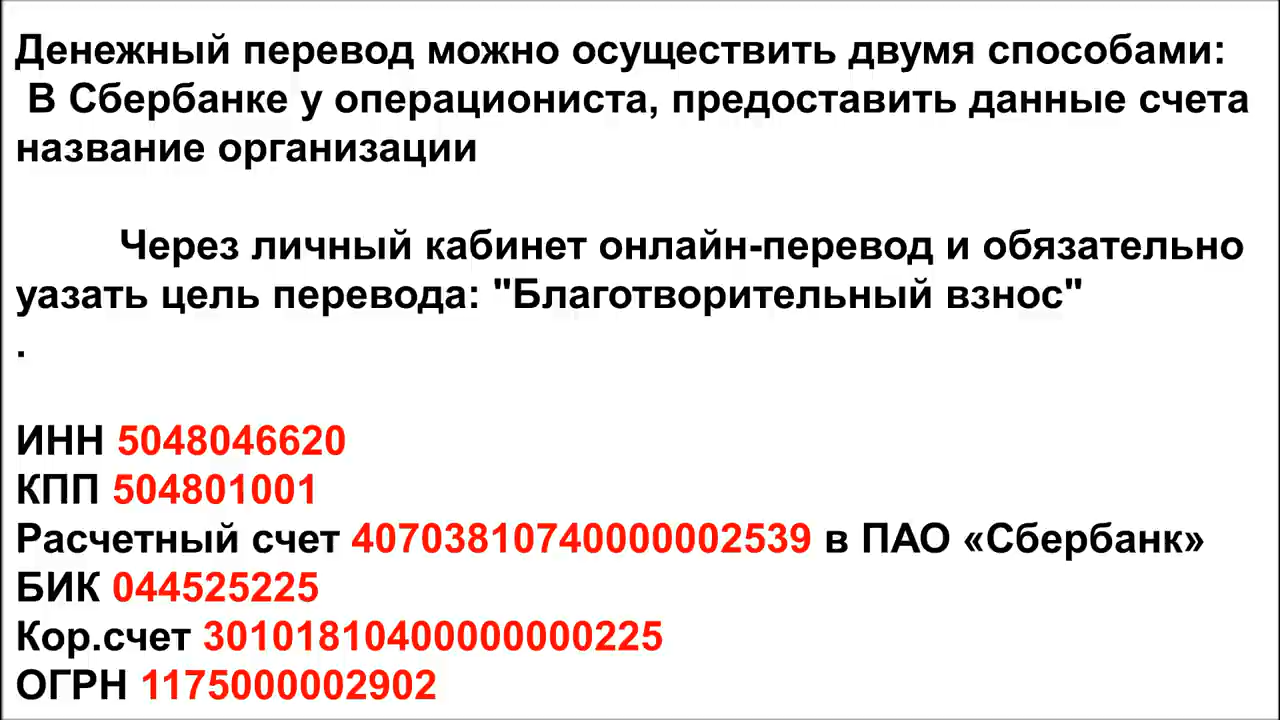 Денежный перевод можно осуществить двумя способами:
В Сбербанке у операциониста, предоставить данные счета
название организации
Через личный кабинет онлайн-перевод и обязательно
уазать цель перевода: "Благотворительный взнос"
.
ИНН 5048046620
КПП 504801001
Расчетный счет 40703810740000002539 в ПАО «Сбербанк»
БИК 044525225
Кор.счет 30101810400000000225
ОГРН 1175000002902